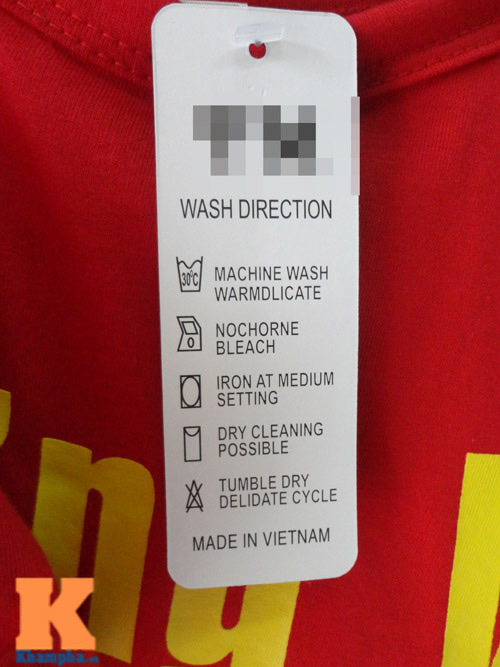 WASH DIRECTION
30°C
MACHINE WASH
WARMDLICATE
NOCHORNE
BLEACH
IRON AT MEDIUM
SETTING
DRY CLEANING
POSSIBLE
TUMBLE DRY
DELIDATE CYCLE
MADE IN VIETNAM
ny
K
Khampha.vn